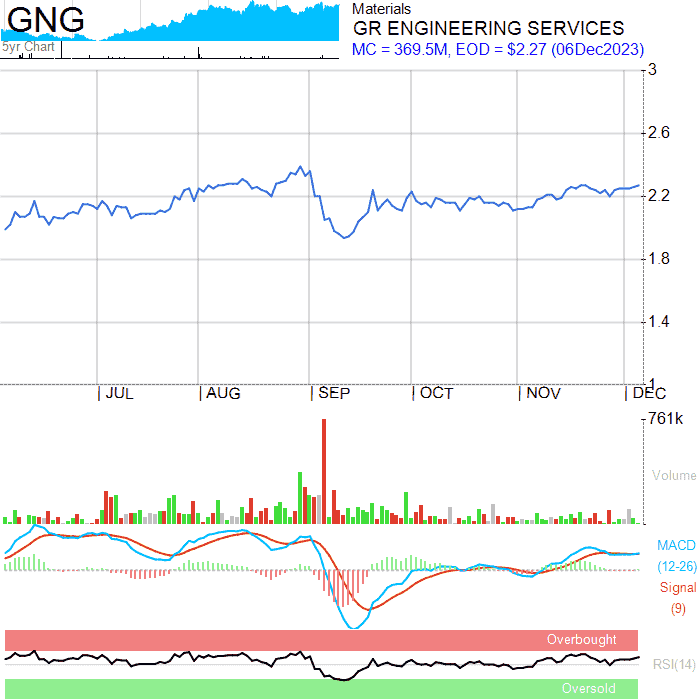 GNG
5yr Chart
Materials
GR ENGINEERING SERVICES
MC = 369.5M, EOD = $2.27 (06Dec2023)
3
2.6
2.2
1.8
1.4
1
JUL
AUG
SEP
OCT
NOV
DEC
761k
Volume
MACD
(12-26)
Signal
(9)
Overbought
RSI(14)
Oversold